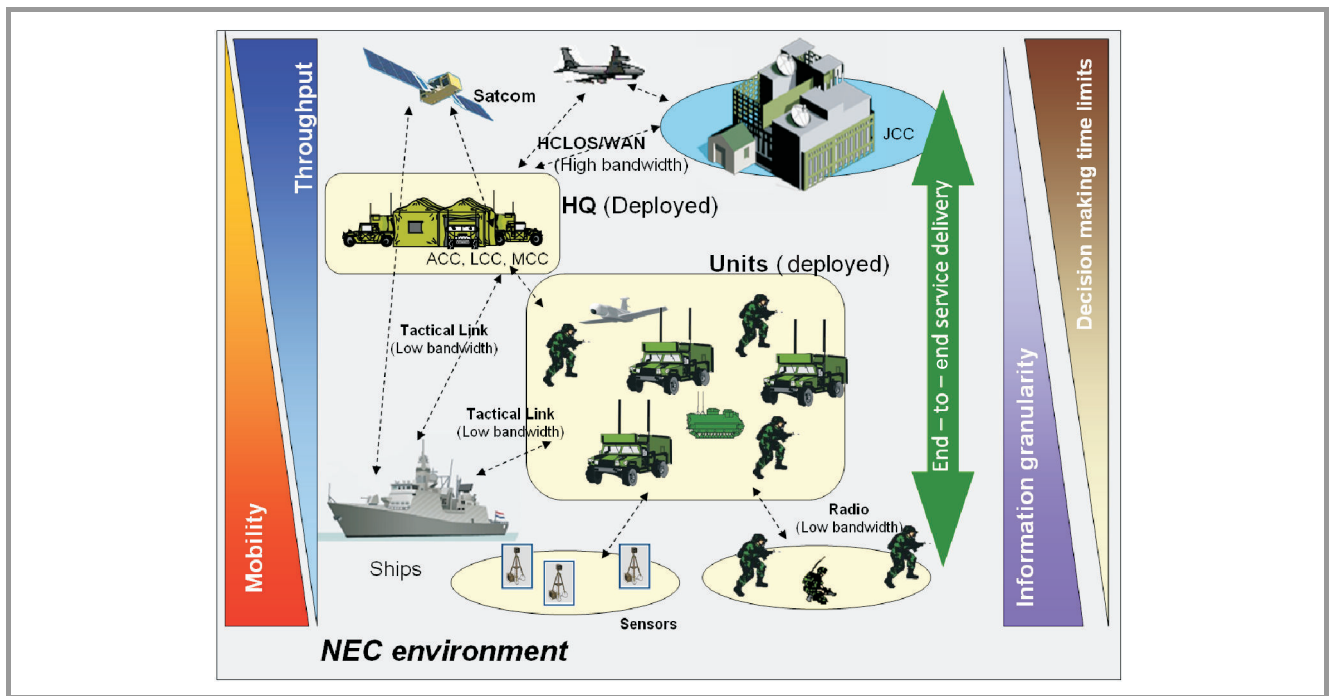 Throughput
Mobility
Satcom
HCLOS/WAN
(High bandwidth)
JCC
HQ (Deployed)
ACC, LCC, MCC
Units ( deployed)
Tactical Link
(Low bandwidth)
Tactical Link
(Low bandwidth)
Radio
(Low bandwidth)
Ships
Sensors
NEC environment
End – to – end service delivery
Information granularity
Decision making time limits